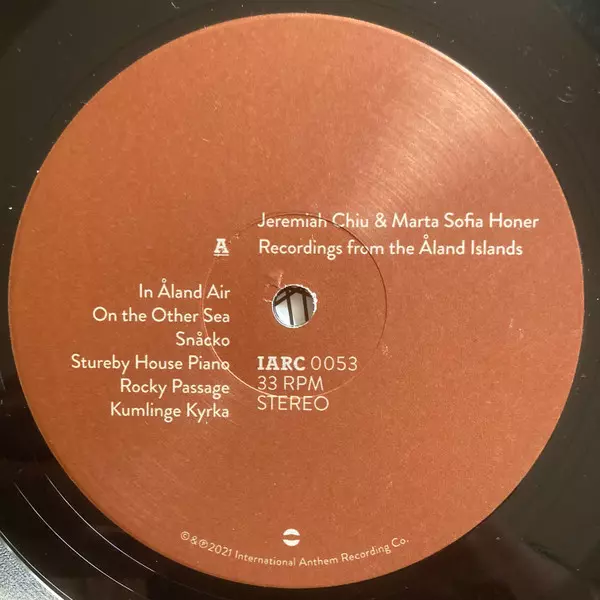 Jeremiah Chiu & Marta Sofia Honer
A
Recordings from the Åland Islands
In Åland Air
On the Other Sea
Snåcko
Stureby House Piano
Rocky Passage
Kumlinge Kyrka
IARC 0053
33 RPM
STEREO
©&℗2021 International Anthem Recording Co.